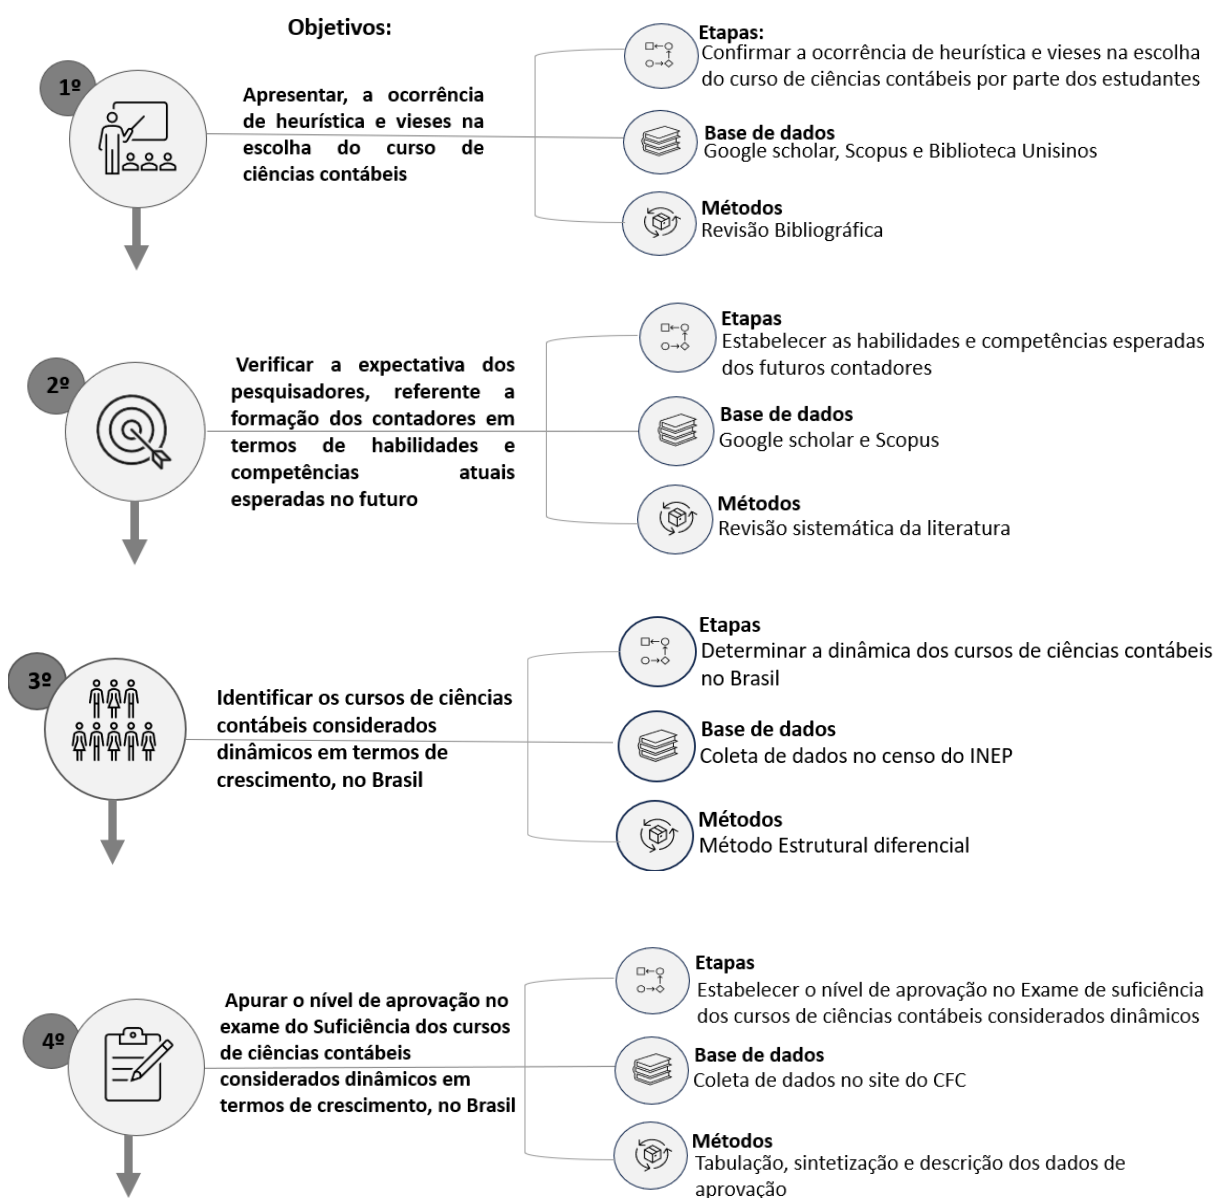 Objetivos:
1º
Apresentar, a ocorrência
de heurística e vieses na
escolha do curso de
ciências contábeis
Etapas:
Confirmar a ocorrência de heurística e vieses na escolha
do curso de ciências contábeis por parte dos estudantes
Base de dados
Google scholar, Scopus e Biblioteca Unisinos
Métodos
Revisão Bibliográfica
2º
Verificar a expectativa dos
pesquisadores, referente a
formação dos contadores em
termos de habilidades e
competências atuais
esperadas no futuro
Etapas
Estabelecer as habilidades e competências esperadas
dos futuros contadores
Base de dados
Google scholar e Scopus
Métodos
Revisão sistemática da literatura
3º
Identificar os cursos de ciências
contábeis considerados
dinâmicos em termos de
crescimento, no Brasil
Etapas
Determinar a dinâmica dos cursos de ciências contábeis
no Brasil
Base de dados
Coleta de dados no censo do INEP
Métodos
Método Estrutural diferencial
4º
Apurar o nível de aprovação no
exame do Suficiência dos cursos
de ciências contábeis
considerados dinâmicos em
termos de crescimento, no Brasil
Etapas
Estabelecer o nível de aprovação no Exame de suficiência
dos cursos de ciências contábeis considerados dinâmicos
Base de dados
Coleta de dados no site do CFC
Métodos
Tabulação, sintetização e descrição dos dados de
aprovação